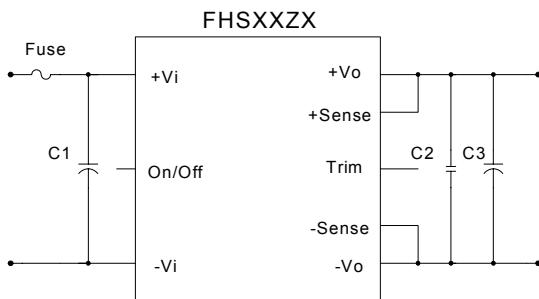 FHSXXZX
Fuse
+Vi
+Vo
+Sense
C1
On/Off
Trim
C2
C3
-Sense
-Vi
-Vo